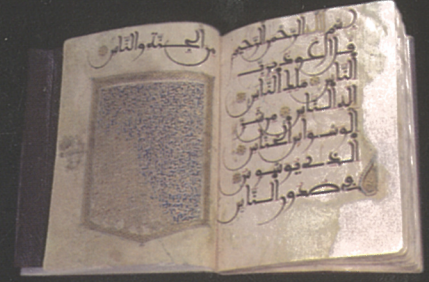 بسم الله الرحمن الرحيم
قل أعوذ برب
الناس ملك الناس
اله الناس من شر
الوسواس الخناس
الذي يوسوس
في صدور الناس
من الجنة والناس